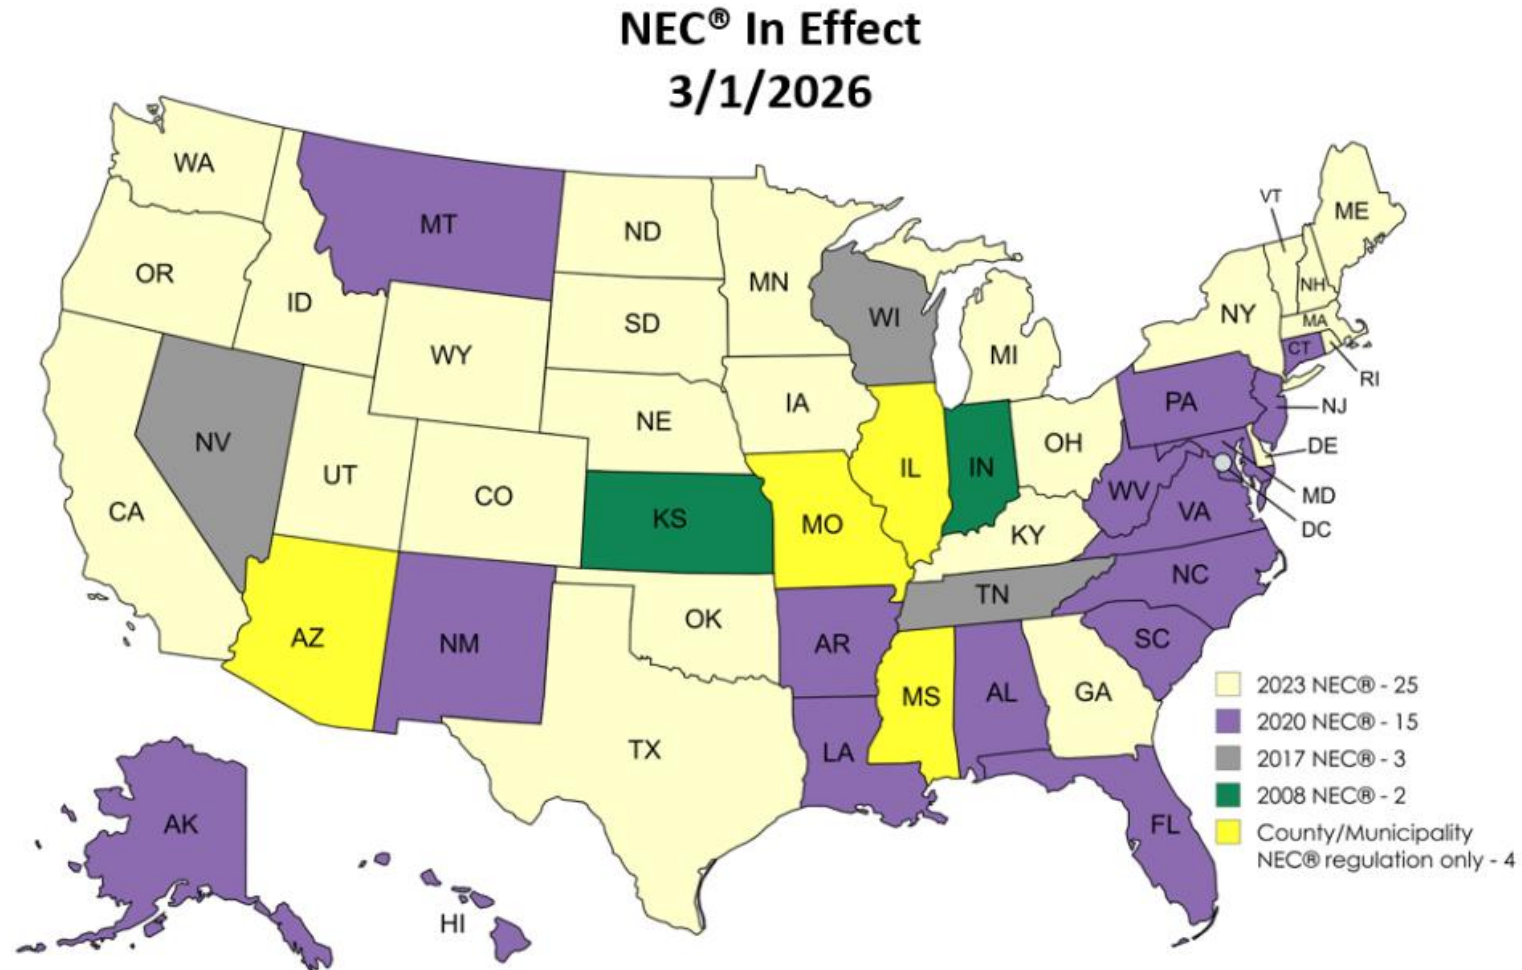 NEC® In Effect
3/1/2026
WA
MT
ND
VT
ME
OR
ID
MN
WI
NH
SD
NY
MA
WY
MI
CT
RI
IA
PA
NJ
NE
NV
OH
DE
UT
IL
IN
CO
WV
MD
CA
KS
MO
VA
DC
KY
NC
TN
OK
AZ
NM
AR
SC
MS
AL
GA
TX
LA
AK
FL
HI
2023 NEC® - 25
2020 NEC® - 15
2017 NEC® - 3
2008 NEC® - 2
County/Municipality
NEC® regulation only - 4